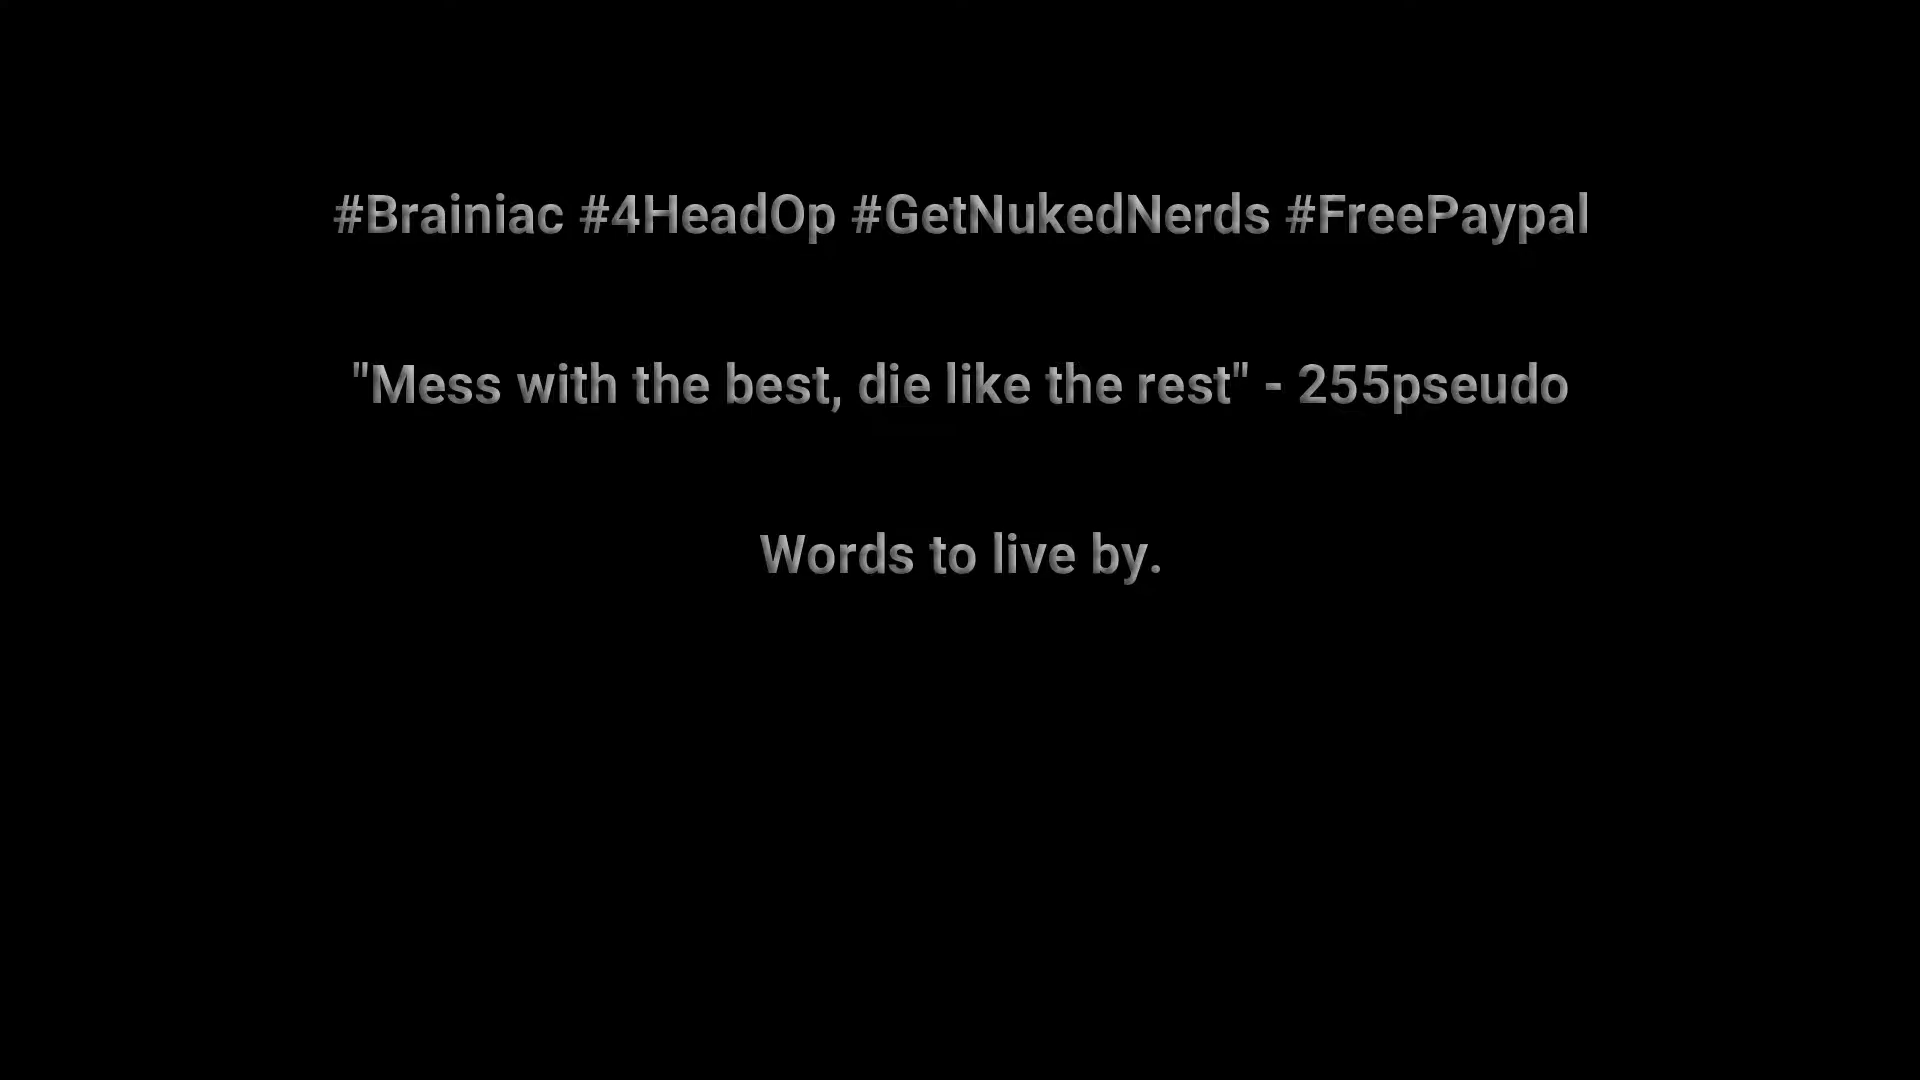 #Brainiac #4HeadOp #GetNukedNerds #FreePaypal
"Mess with the best, die like the rest" - 255pseudo
Words to live by.